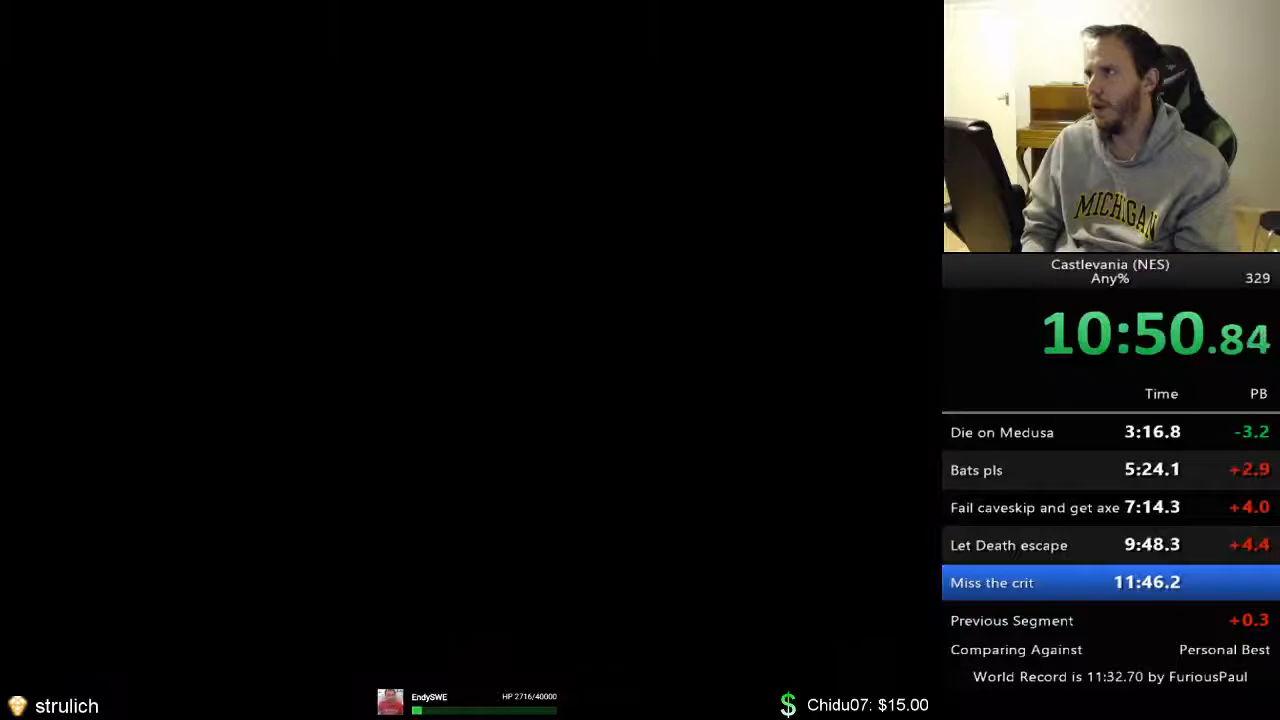 MICHIGAN
Castlevania (NES)
Any% 329
10:50.84
Time PB
Die on Medusa 3:16.8 -3.2
Bats pls 5:24.1 +2.9
Fail caveskip and get axe 7:14.3 +4.0
Let Death escape 9:48.3 +4.4
Miss the crit 11:46.2
Previous Segment +0.3
Comparing Against Personal Best
World Record is 11:32.70 by FuriousPaul
strulich
EndySWE HP 2716/40000
$ Chidu07: $15.00